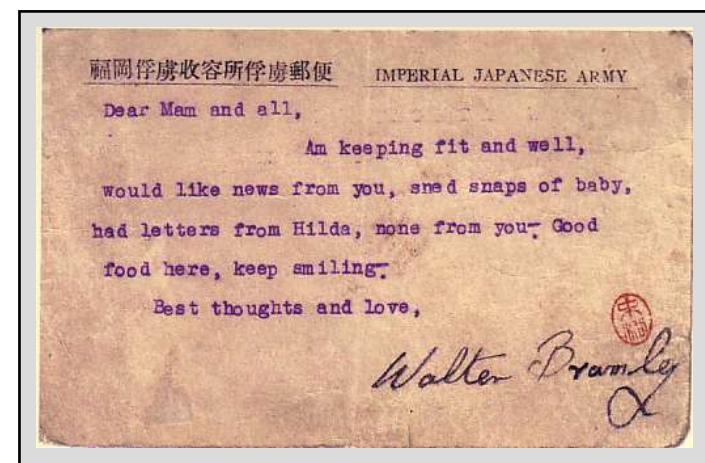 福岡俘虜收容所俘虜郵便 IMPERIAL JAPANESE ARMY
Dear Mam and all,
Am keeping fit and well,
would like news from you, sned snaps of baby,
had letters from Hilda, none from you- Good
food here, keep smiling-
Best thoughts and love,
Walter Bramley